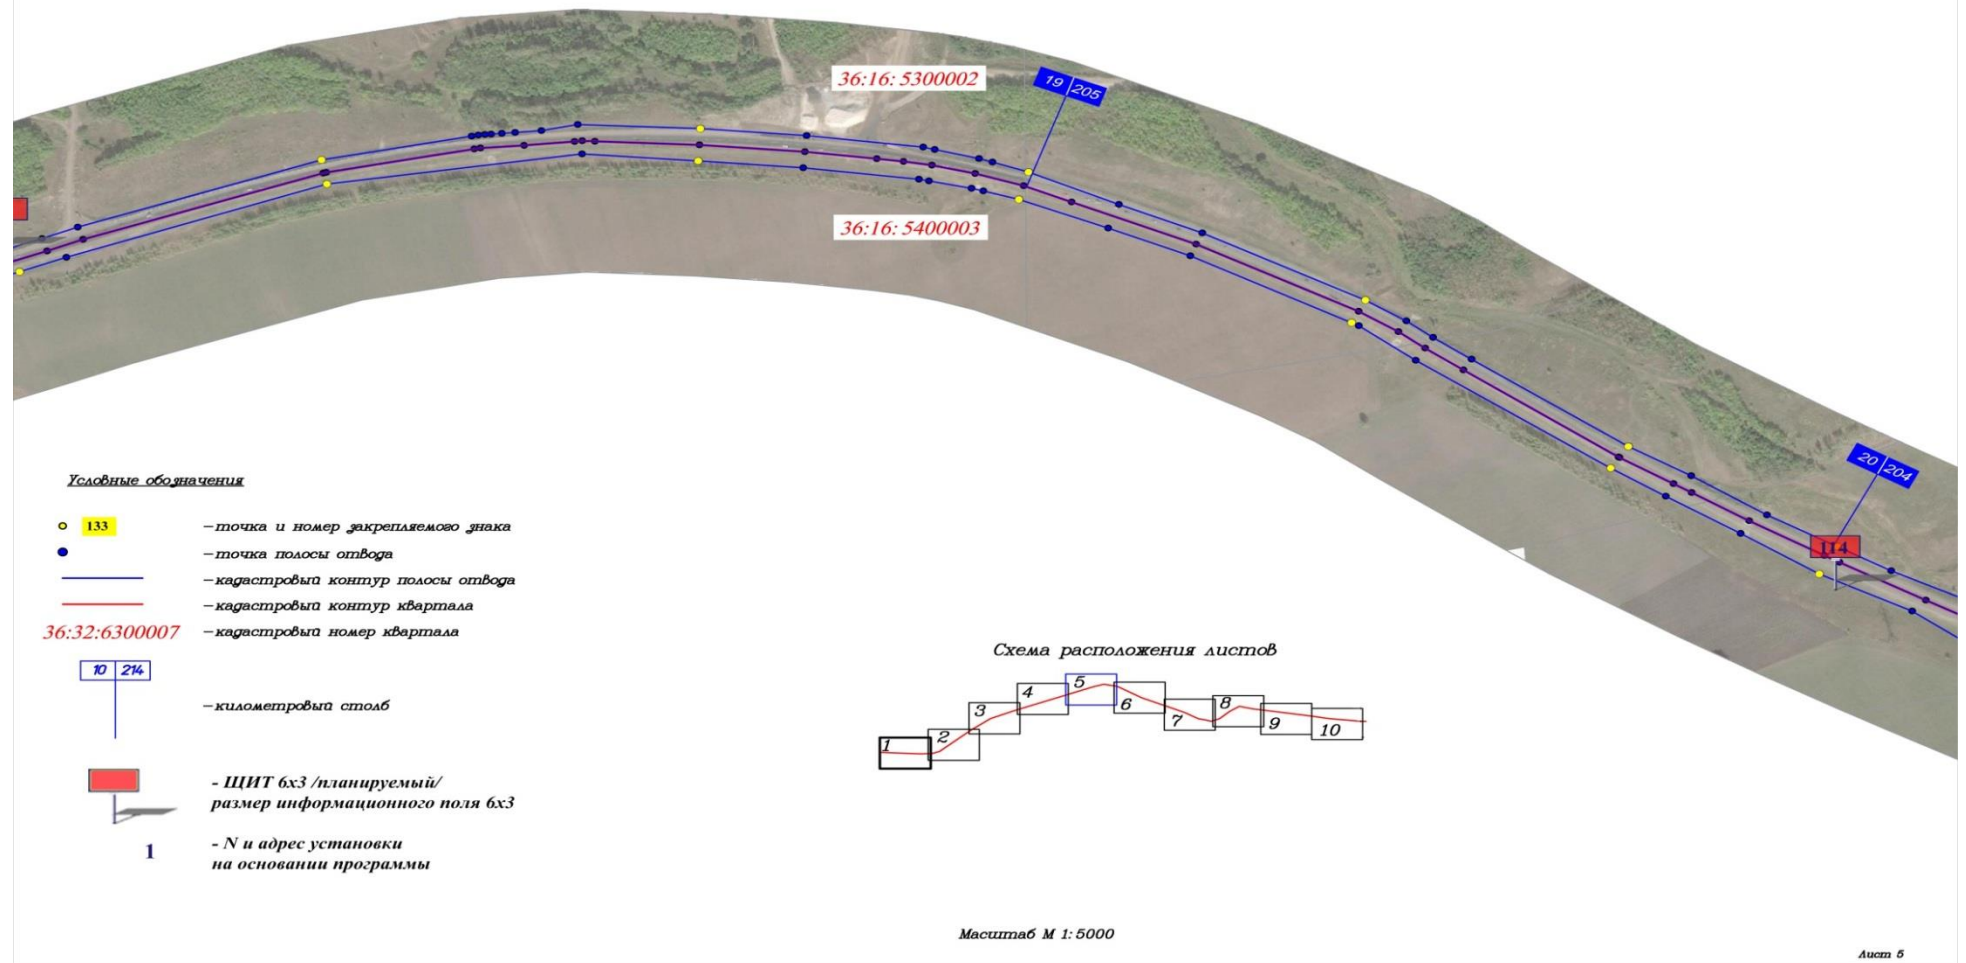 36:16: 5300002
19 205
36:16: 5400003
20 204
114
Условные обозначения
133
–точка и номер закрепляемого знака
–точка полосы отвода
–кадастровый контур полосы отвода
–кадастровый контур квартала
36:32:6300007
–кадастровый номер квартала
10 214
–километровый столб
- ЩИТ 6х3 /планируемый/
размер информационного поля 6х3
1
- N и адрес установки
на основании программы
Схема расположения листов
1
2
3
4
5
6
7
8
9
10
Масштаб М 1:5000
Лист 5